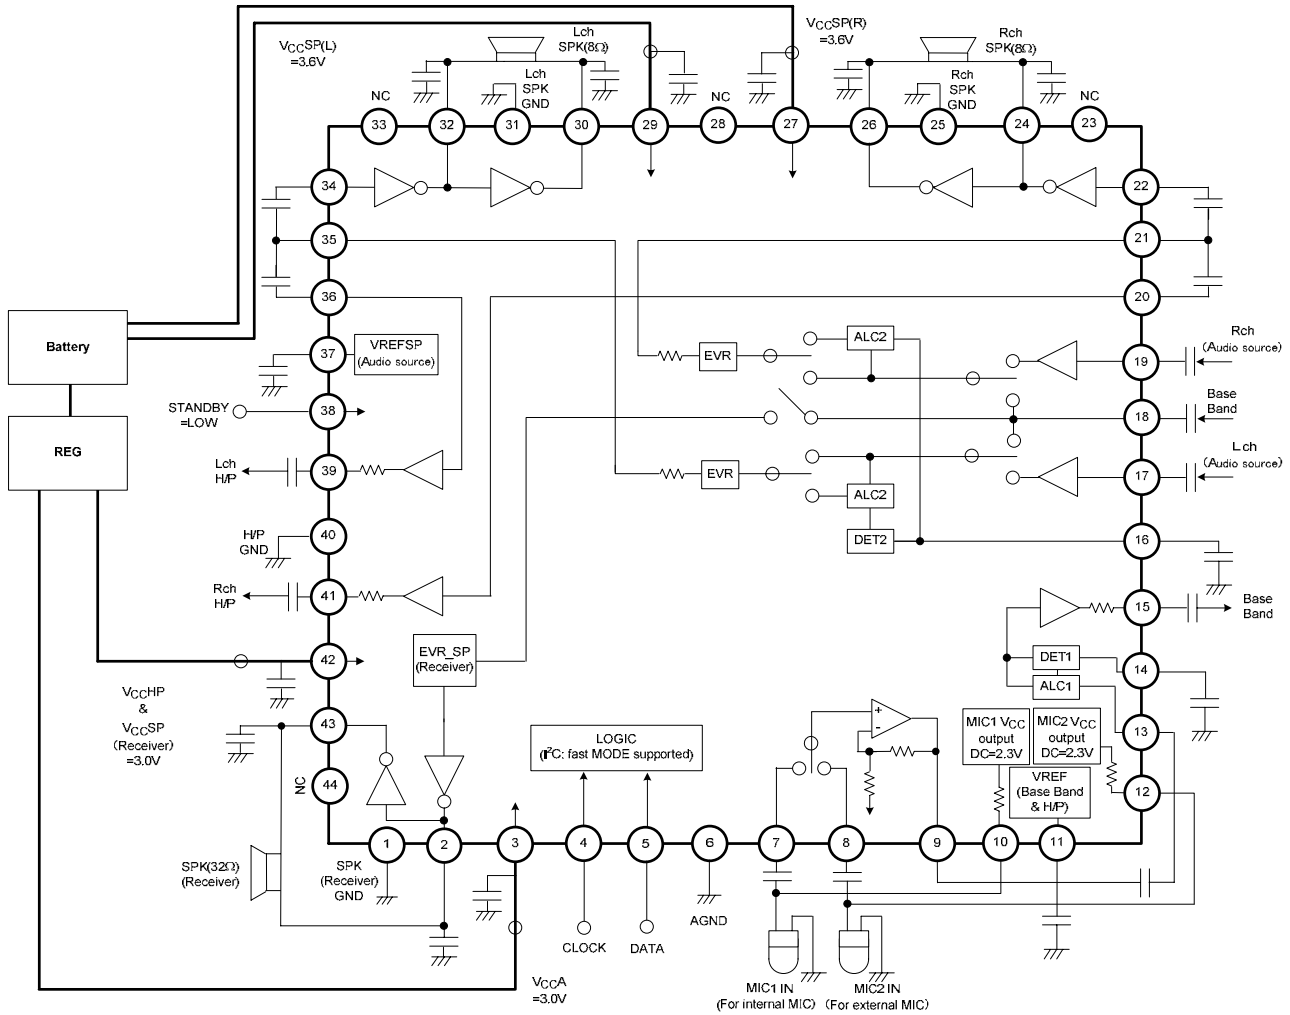 VCCSP(L)
=3.6V
Lch
SPK(8Ω)
VCCSP(R)
=3.6V
Rch
SPK(8Ω)
Lch
SPK
GND
Rch
SPK
GND
NC
NC
NC
33
32
31
30
29
28
27
26
25
24
23
34
22
35
21
36
20
Battery
37
VREFSP
(Audio source)
EVR
ALC2
19
Rch
(Audio source)
STANDBY
=LOW
38
18
Base
Band
REG
Lch
H/P
39
EVR
ALC2
17
Lch
(Audio source)
H/P
GND
40
DET2
16
Rch
H/P
41
15
Base
Band
42
EVR_SP
(Receiver)
DET1
ALC1
14
VCCHP
&
VCCSP
(Receiver)
=3.0V
43
LOGIC
(I²C: fast MODE supported)
+
-
MIC1 VCC
output
DC=2.3V
MIC2 VCC
output
DC=2.3V
13
NC
44
VREF
(Base Band
& H/P)
12
1
2
3
4
5
6
7
8
9
10
11
SPK(32Ω)
(Receiver)
SPK
(Receiver)
GND
CLOCK
DATA
AGND
VCCA
=3.0V
MIC1 IN
(For internal MIC)
MIC2 IN
(For external MIC)